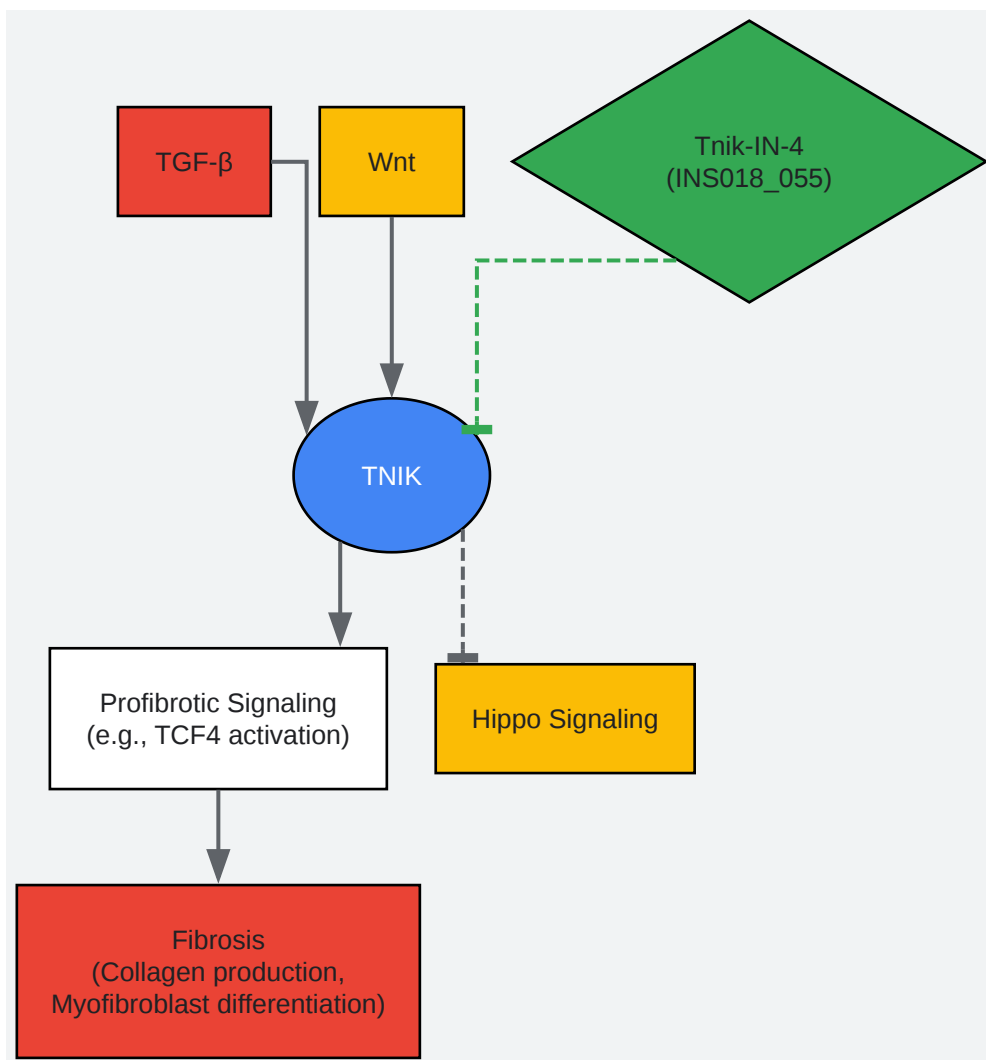 TGF-β
Wnt
Tnik-IN-4
(INS018_055)
TNIK
Profibrotic Signaling
(e.g., TCF4 activation)
Hippo Signaling
Fibrosis
(Collagen production,
Myofibroblast differentiation)